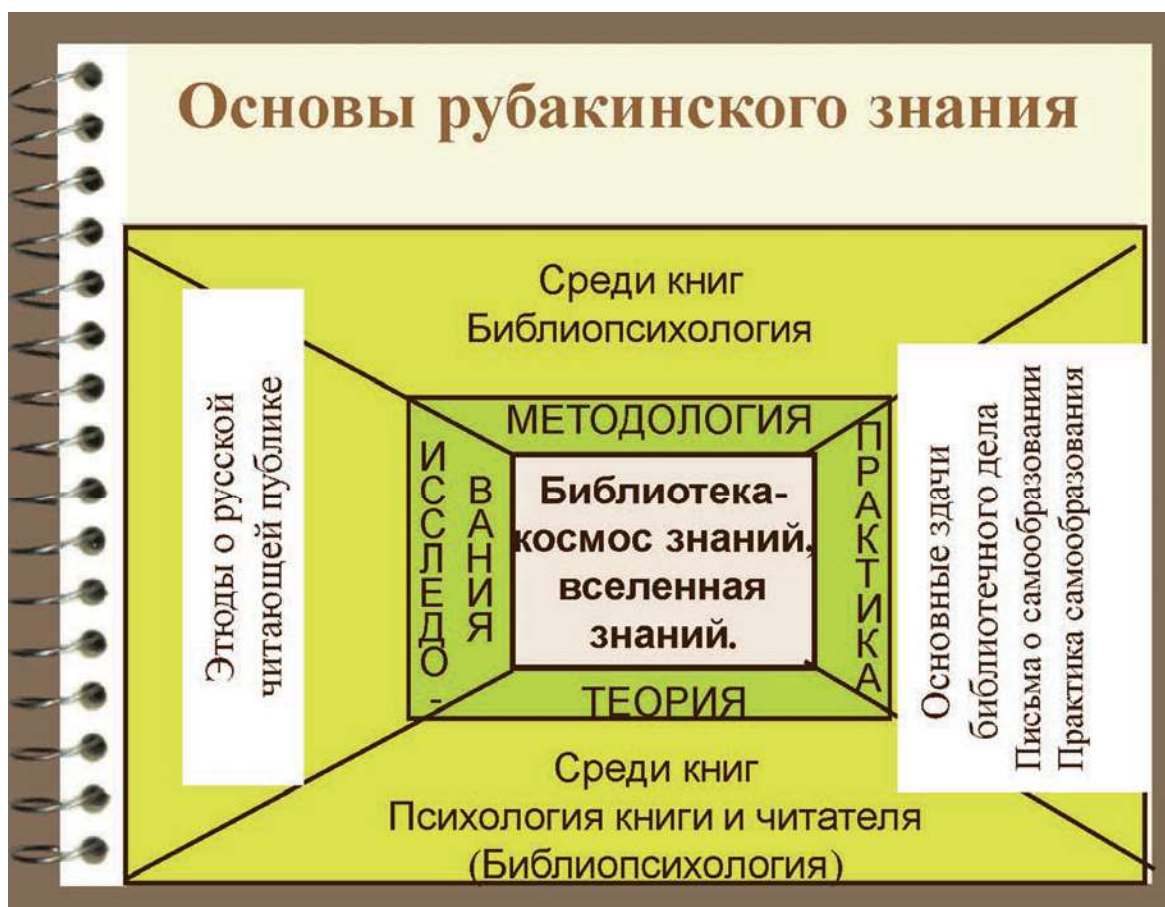 Основы рубакинского знания
Среди книг
Библиопсихология
Этюды о русской
читающей публике
МЕТОДОЛОГИЯ
ИССЛЕДО-
ВАНИЯ
Библиотека-
космос знаний,
вселенная
знаний.
ПРАКТИКА
Основные здачи
библиотечного дела
Письма о самообразовании
Практика самообразования
ТЕОРИЯ
Среди книг
Психология книги и читателя
(Библиопсихология)